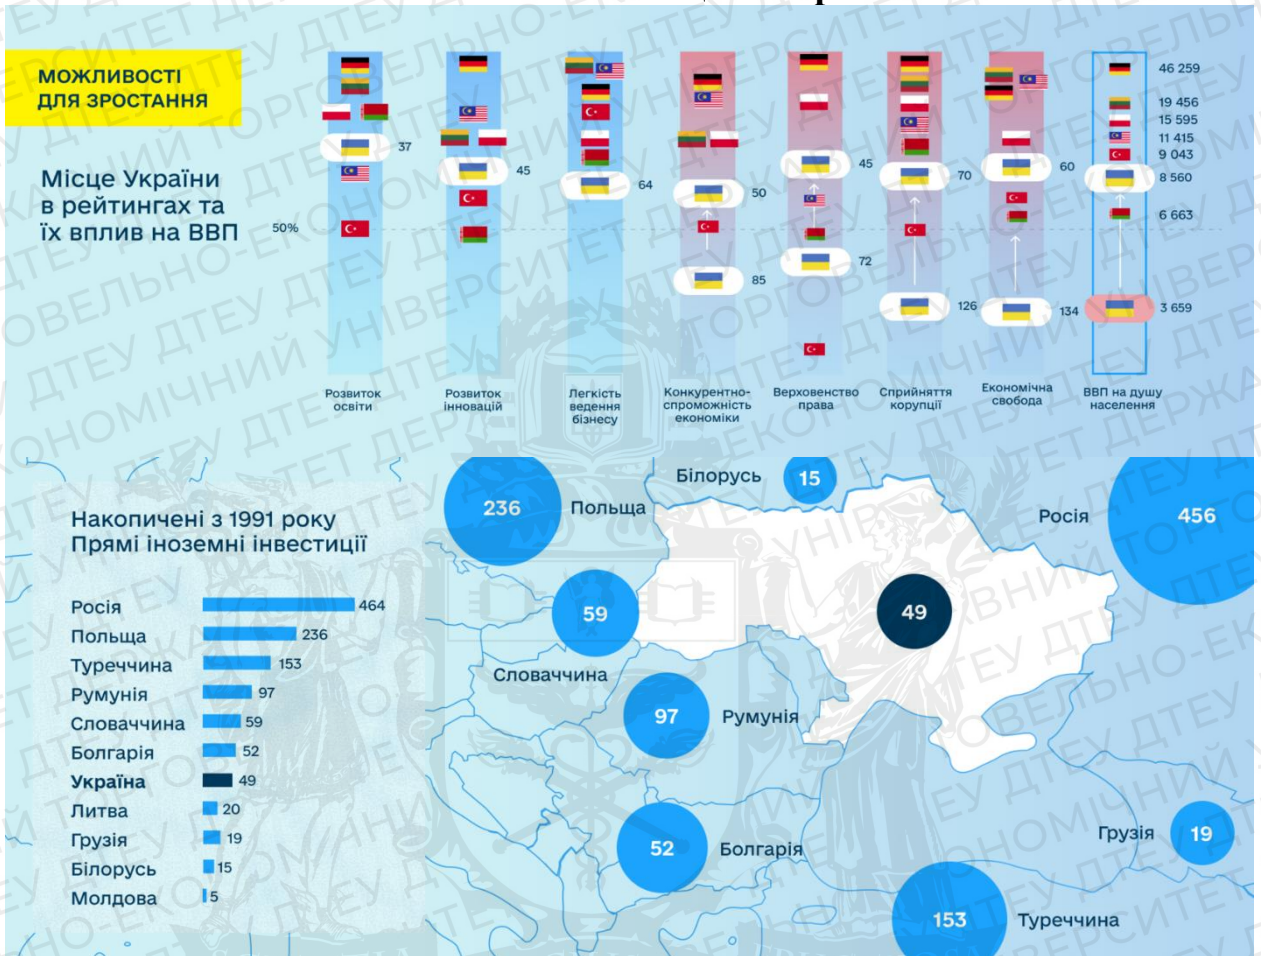 МОЖЛИВОСТІ
ДЛЯ ЗРОСТАННЯ
Місце України
в рейтингах та
їх вплив на ВВП
50%
37
45
64
50
85
45
72
70
126
60
134
46 259
19 456
15 595
11 415
9 043
8 560
6 663
3 659
Розвиток
освіти
Розвиток
інновацій
Легкість
ведення
бізнесу
Конкурентно-
спроможність
економіки
Верховенство
права
Сприйняття
корупції
Економічна
свобода
ВВП на душу
населення
Накопичені з 1991 року
Прямі іноземні інвестиції
Росія 464
Польща 236
Туреччина 153
Румунія 97
Словаччина 59
Болгарія 52
Україна 49
Литва 20
Грузія 19
Білорусь 15
Молдова 5
236 Польща
Білорусь 15
Росія 456
59
Словаччина
49
97 Румунія
52 Болгарія
Грузія 19
153 Туреччина